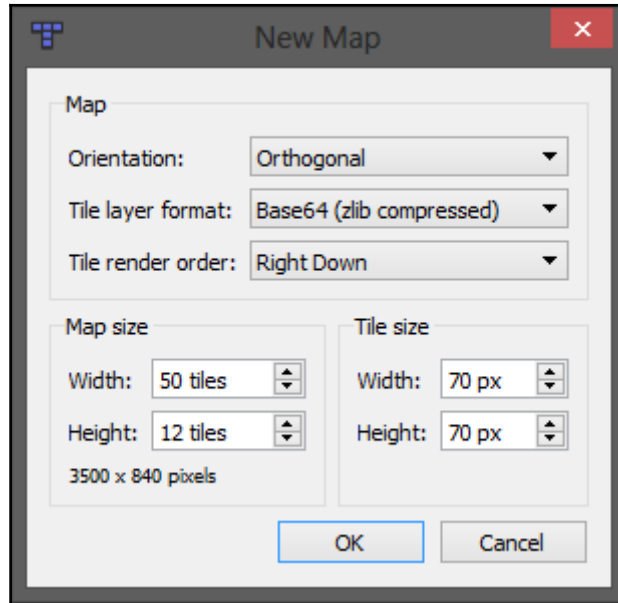 New Map
Map
Orientation: Orthogonal
Tile layer format: Base64 (zlib compressed)
Tile render order: Right Down
Map size
Width: 50 tiles
Height: 12 tiles
3500 x 840 pixels
Tile size
Width: 70 px
Height: 70 px
OK Cancel